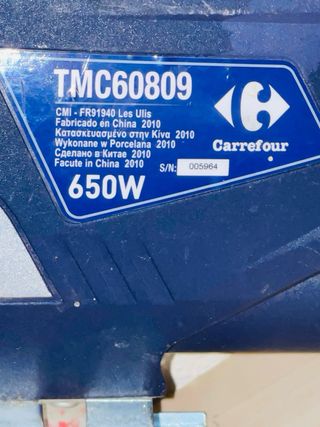 TMC60809
CMI - FR91940 Les Ulis
Fabricado en China 2010
Κατασκευασμένο στην Κίνα 2010
Wykonane w Porcelana 2010
Сделано в Китае 2010
Facute in China 2010
S/N: 005964
650W
Carrefour